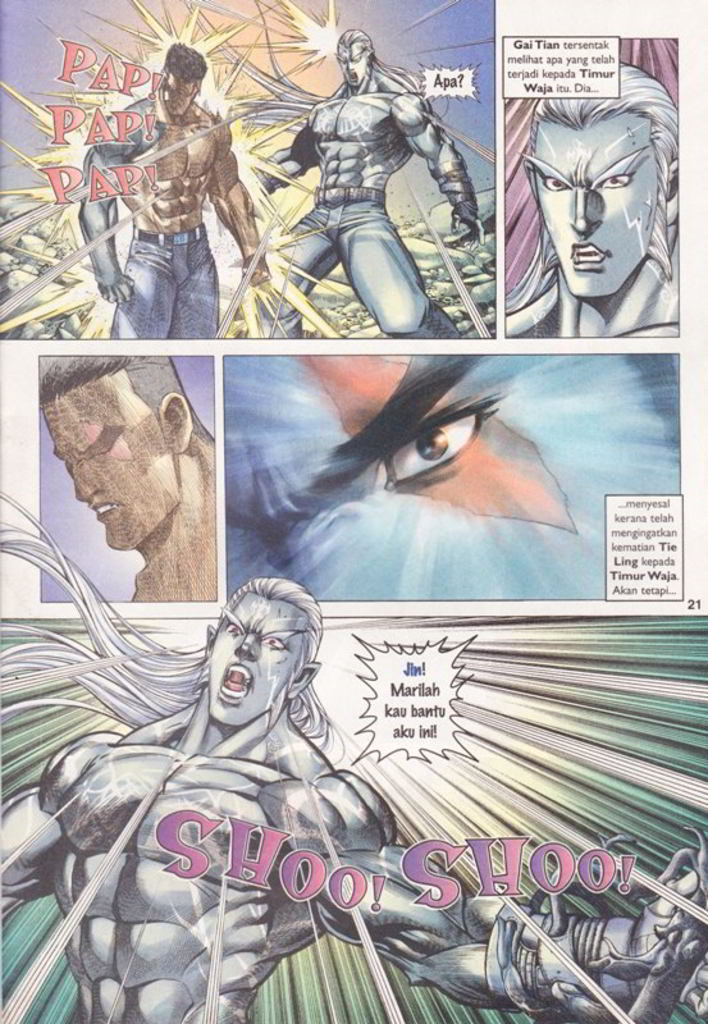 PAP!
PAP!
PAP!
Apa?
Gai Tian tersentak
melihat apa yang telah
terjadi kepada Timur
Waja itu. Dia...
...menyesal
kerana telah
mengingatkan
kematian Tie
Ling kepada
Timur Waja.
Akan tetapi...
21
Jin!
Marilah
kau bantu
aku ini!
SHOO! SHOO!